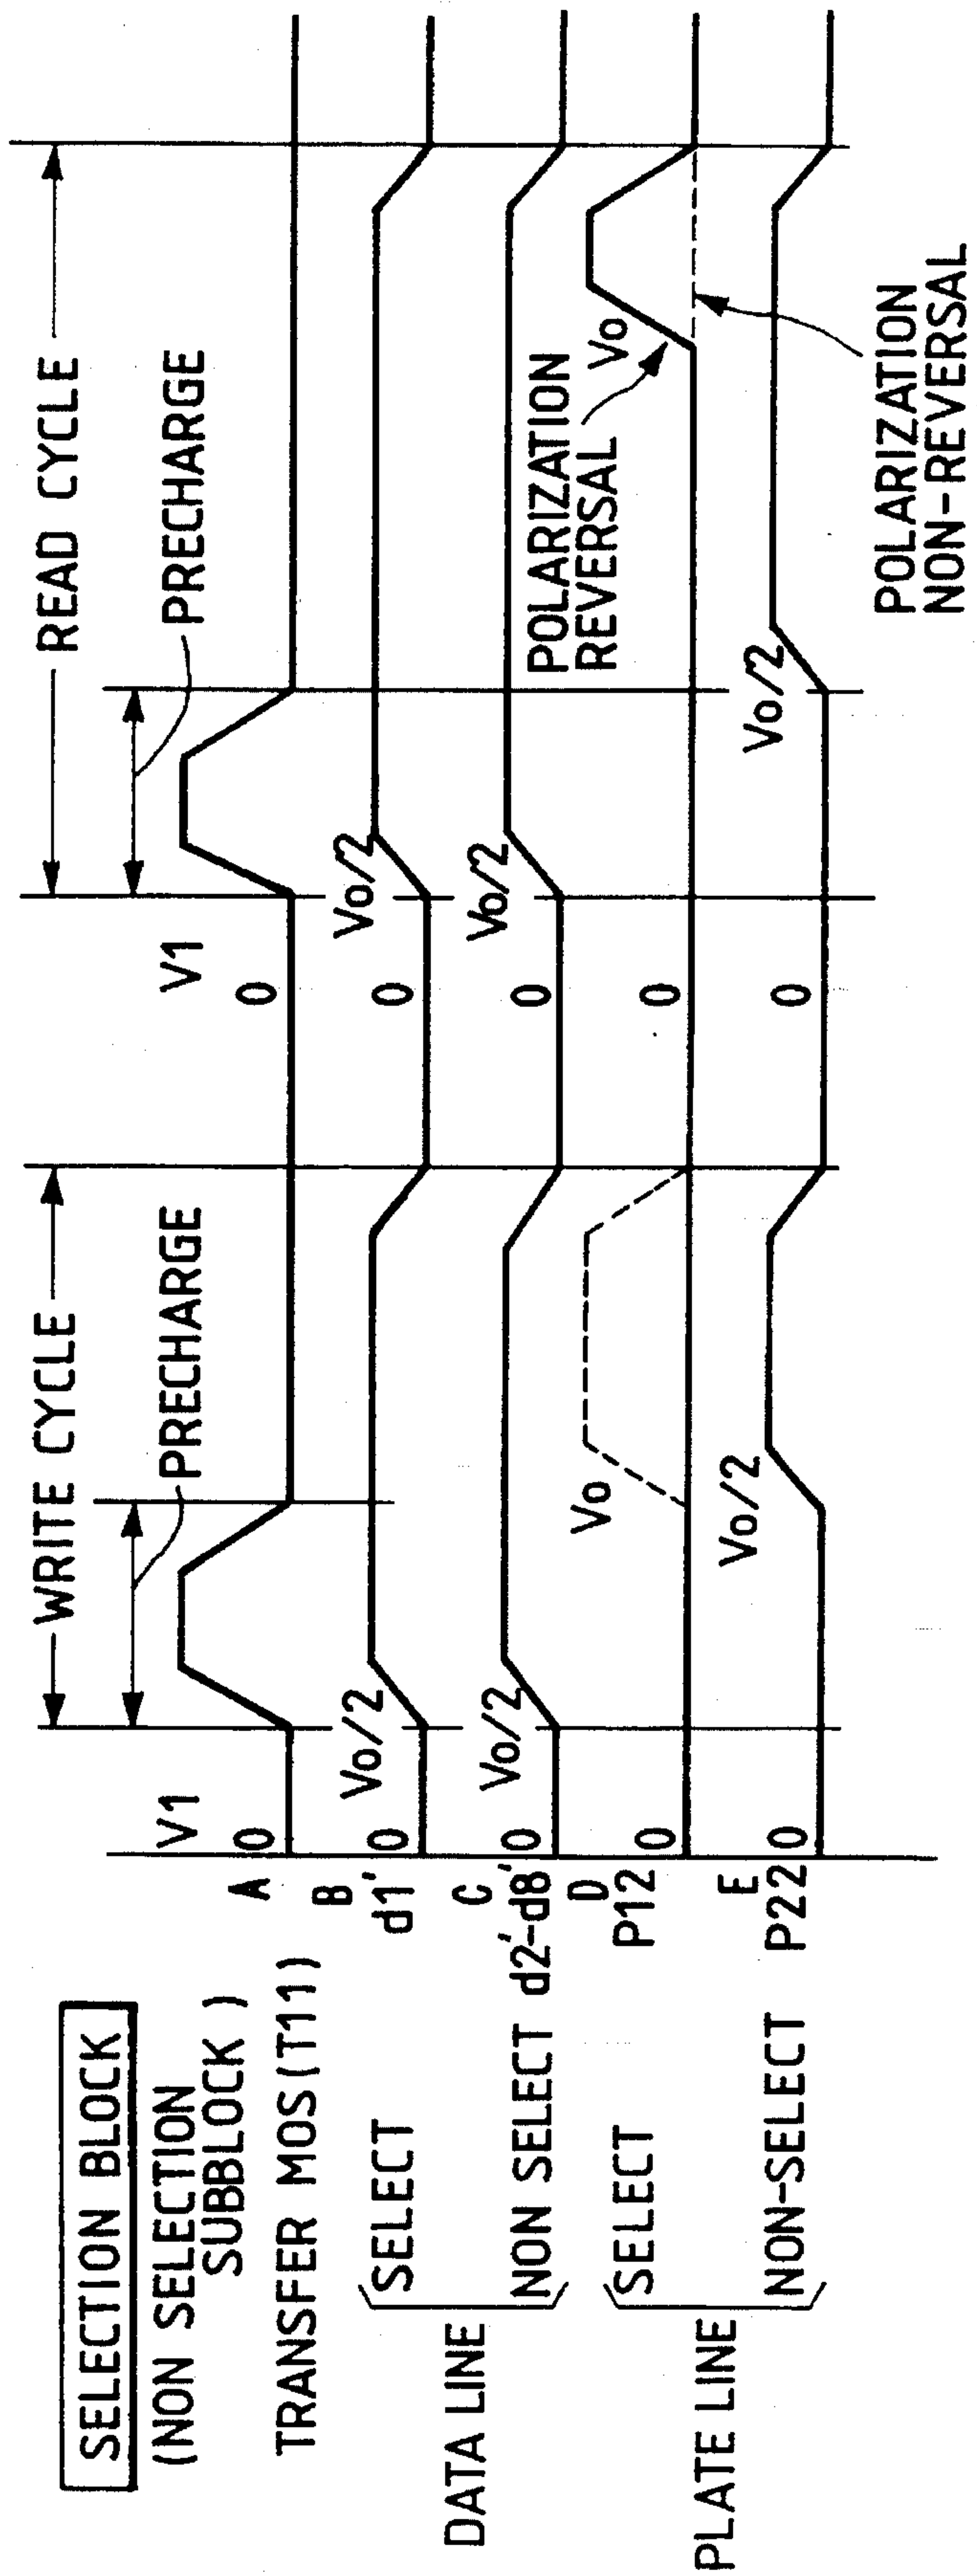 SELECTION BLOCK
(NON SELECTION
SUBBLOCK )
TRANSFER MOS(T11)
DATA LINE
SELECT
NON SELECT
PLATE LINE
SELECT
NON-SELECT
A
B
d1'
C
d2'-d8'
D
P12
E
P22
WRITE CYCLE
PRECHARGE
V1
0
Vo/2
0
Vo/2
0
Vo
0
Vo/2
0
READ CYCLE
PRECHARGE
V1
0
Vo/2
0
Vo/2
0
POLARIZATION
REVERSAL
Vo
0
Vo/2
0
POLARIZATION
NON-REVERSAL